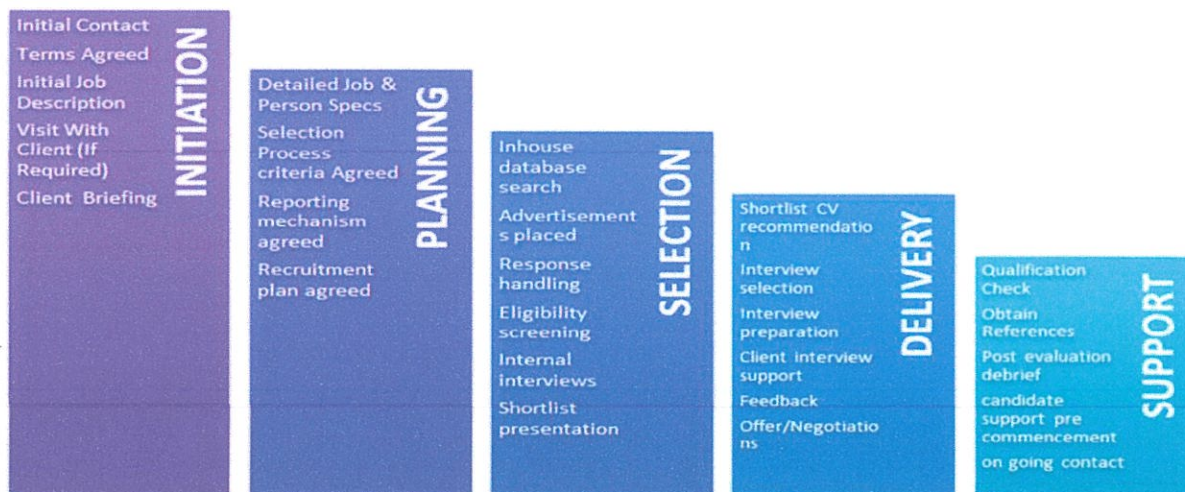 Initial Contact
Terms Agreed
Initial Job
Description
Visit With
Client (If
Required)
Client Briefing
INITIATION
Detailed Job &
Person Specs
Selection
Process
criteria Agreed
Reporting
mechanism
agreed
Recruitment
plan agreed
PLANNING
Inhouse
database
search
Advertisement
s placed
Response
handling
Eligibility
screening
Internal
interviews
Shortlist
presentation
SELECTION
Shortlist CV
recommendatio
n
Interview
selection
Interview
preparation
Client interview
support
Feedback
Offer/Negotiatio
ns
DELIVERY
Qualification
Check
Obtain
References
Post evaluation
debrief
candidate
support pre
commencement
on going contact
SUPPORT